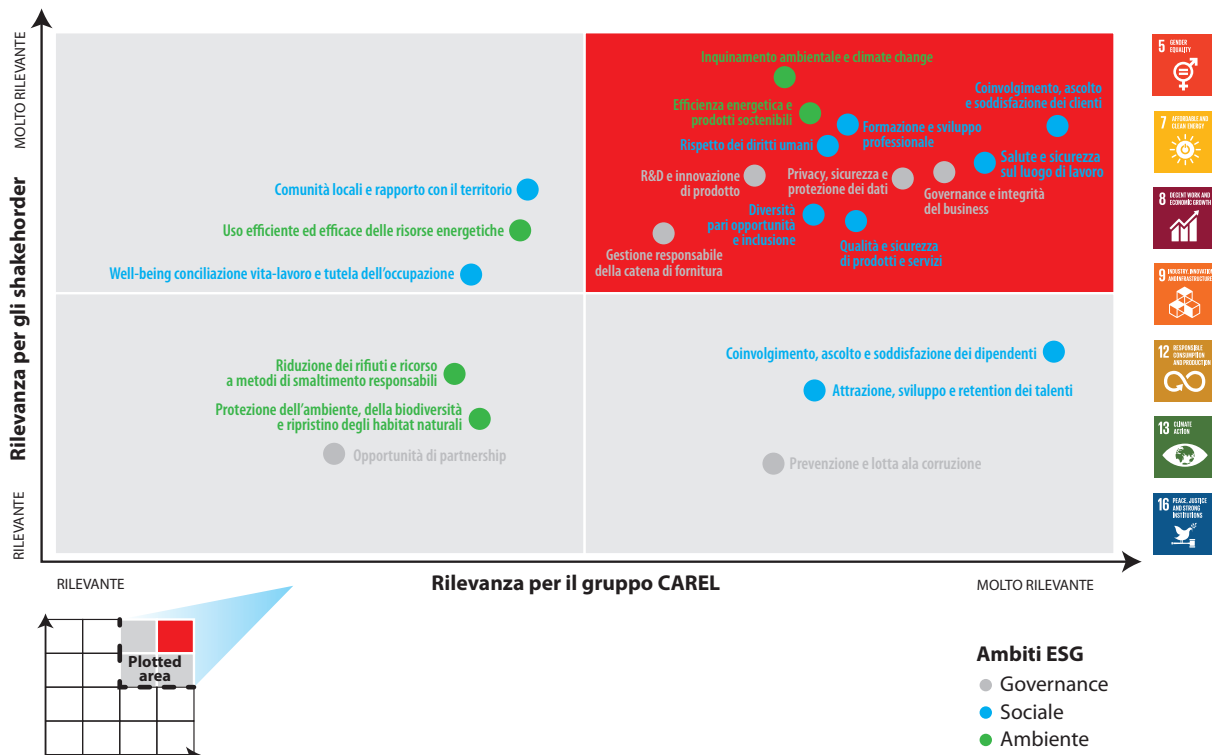 MOLTO RILEVANTE
Rilevanza per gli shakehorder
RILEVANTE
Inquinamento ambientale e climate change
Efficienza energetica e
prodotti sostenibili
Coinvolgimento, ascolto
e soddisfazione dei clienti
Formazione e sviluppo
professionale
Rispetto dei diritti umani
Salute e sicurezza
sul luogo di lavoro
R&D e innovazione
di prodotto
Privacy, sicurezza e
protezione dei dati
Governance e integrità
del business
Diversità
pari opportunità
e inclusione
Qualità e sicurezza
di prodotti e servizi
Gestione responsabile
della catena di fornitura
Comunità locali e rapporto con il territorio
Uso efficiente ed efficace delle risorse energetiche
Well-being conciliazione vita-lavoro e tutela dell'occupazione
Riduzione dei rifiuti e ricorso
a metodi di smaltimento responsabili
Protezione dell'ambiente, della biodiversità
e ripristino degli habitat naturali
Opportunità di partnership
Coinvolgimento, ascolto e soddisfazione dei dipendenti
Attrazione, sviluppo e retention dei talenti
Prevenzione e lotta ala corruzione
RILEVANTE
Rilevanza per il gruppo CAREL
MOLTO RILEVANTE
Plotted
area
Ambiti ESG
Governance
Sociale
Ambiente
5 GENDER
EQUALITY
7 AFFORDABLE AND
CLEAN ENERGY
8 DECENT WORK AND
ECONOMIC GROWTH
9 INDUSTRY, INNOVATION
AND INFRASTRUCTURE
12 RESPONSIBLE
CONSUMPTION
AND PRODUCTION
13 CLIMATE
ACTION
16 PEACE, JUSTICE
AND STRONG
INSTITUTIONS